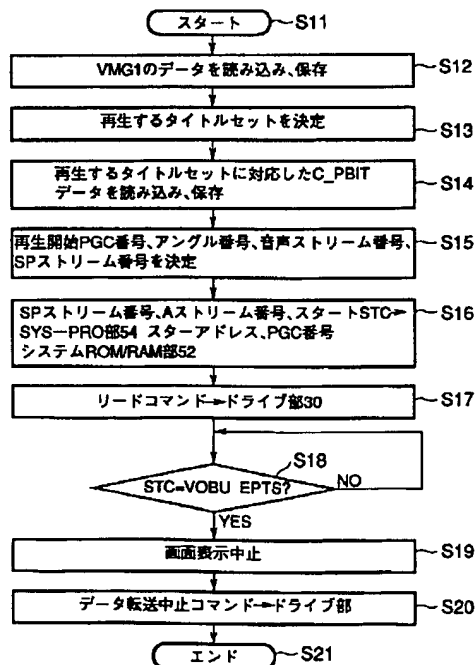 スタート
S11
VMG1のデータを読み込み、保存
S12
再生するタイトルセットを決定
S13
再生するタイトルセットに対応したC_PBIT
データを読み込み、保存
S14
再生開始PGC番号、アングル番号、音声ストリーム番号、
SPストリーム番号を決定
S15
SPストリーム番号、Aストリーム番号、スタートSTC→
SYS－PRO部54 スターアドレス、PGC番号
システムROM/RAM部52
S16
リードコマンド→ドライブ部30
S17
S18
STC=VOBU EPTS?
NO
YES
画面表示中止
S19
データ転送中止コマンド→ドライブ部
S20
エンド
S21